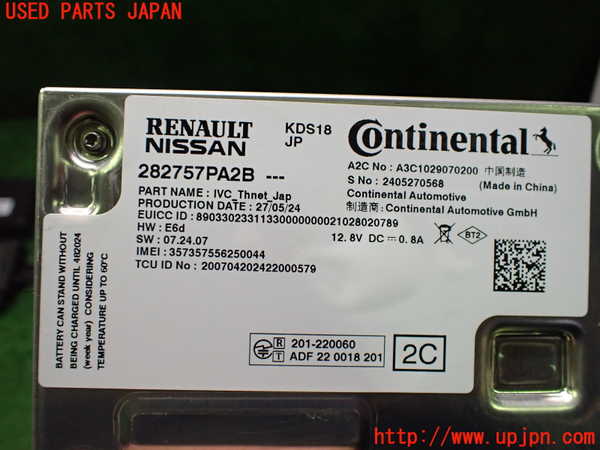 USED PARTS JAPAN
RENAULT
NISSAN
KDS18
JP
Continental
282757PA2B ---
A2C No : A3C1029070200 中国制造
S No : 2405270568 (Made in China)
Continental Automotive
制造商: Continental Automotive GmbH
PART NAME : IVC_Thnet_Jap
PRODUCTION DATE : 27/05/24
EUICC ID : 89033023311330000000021028020789
HW : E6d
12.8V DC⎓0.8A
BT2
SW : 07.24.07
IMEI : 357357556250044
TCU ID No : 200704202422000579
BATTERY CAN STAND WITHOUT
BEING CHARGED UNTIL 482024
(week year) CONSIDERING
TEMPERATURE UP TO 60°C
R 201-220060
T ADF 22 0018 201
2C
http://www.upjpn.com/